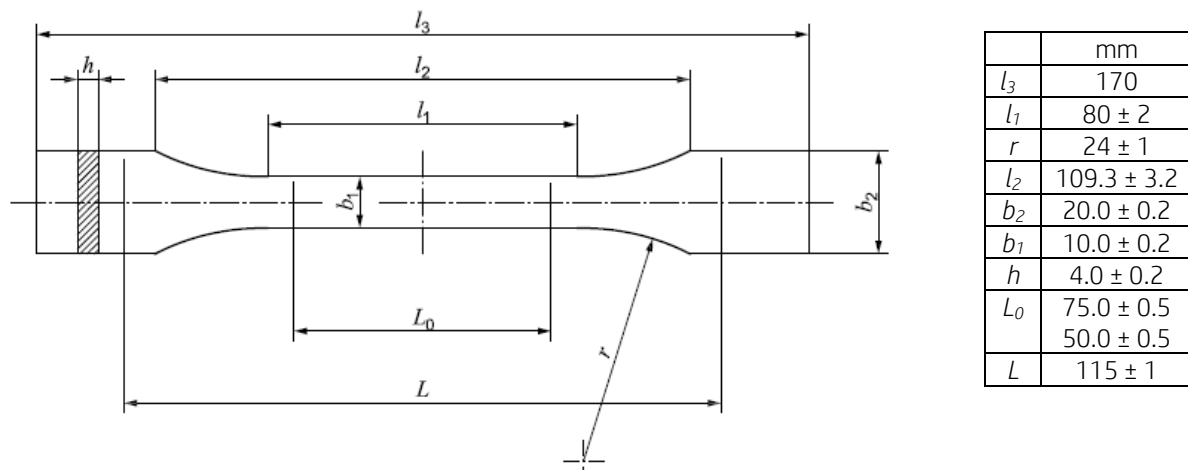 l3
h
l2
l1
b1
b2
L0
r
L
mm
l3 170
l1 80 ± 2
r 24 ± 1
l2 109.3 ± 3.2
b2 20.0 ± 0.2
b1 10.0 ± 0.2
h 4.0 ± 0.2
L0 75.0 ± 0.5
50.0 ± 0.5
L 115 ± 1